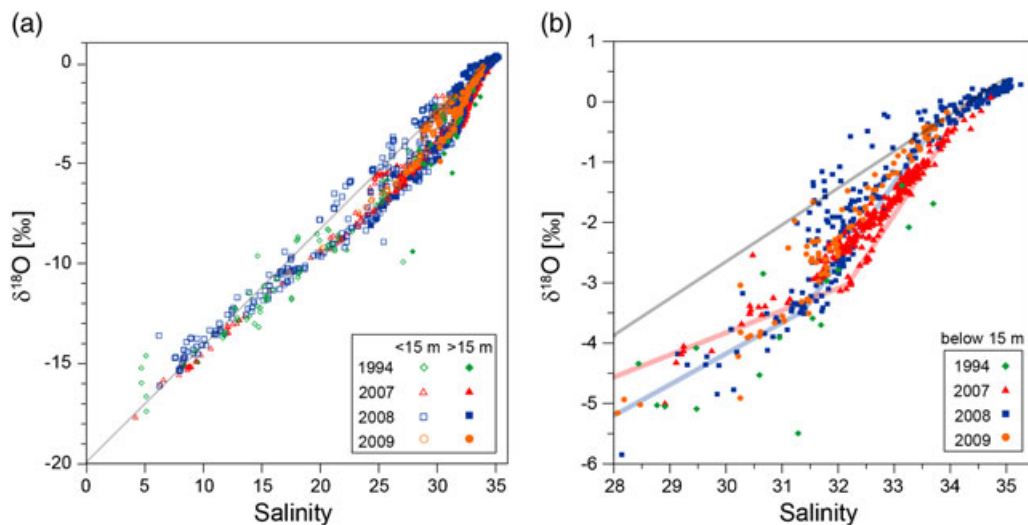 (a)
0
-5
-10
-15
-20
δ18O [‰]
0 5 10 15 20 25 30 35
Salinity
<15 m >15 m
1994
2007
2008
2009
(b)
1
0
-1
-2
-3
-4
-5
-6
δ18O [‰]
28 29 30 31 32 33 34 35
Salinity
below 15 m
1994
2007
2008
2009